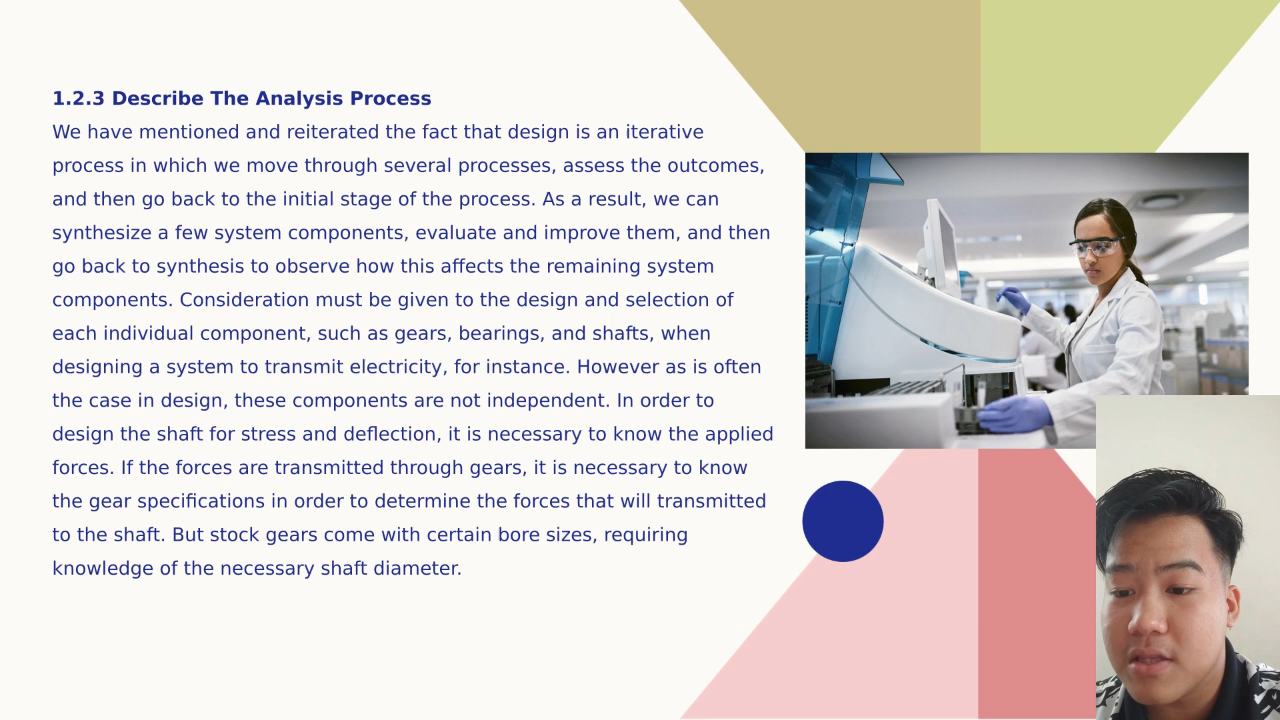 1.2.3 Describe The Analysis Process
We have mentioned and reiterated the fact that design is an iterative
process in which we move through several processes, assess the outcomes,
and then go back to the initial stage of the process. As a result, we can
synthesize a few system components, evaluate and improve them, and then
go back to synthesis to observe how this affects the remaining system
components. Consideration must be given to the design and selection of
each individual component, such as gears, bearings, and shafts, when
designing a system to transmit electricity, for instance. However as is often
the case in design, these components are not independent. In order to
design the shaft for stress and deflection, it is necessary to know the applied
forces. If the forces are transmitted through gears, it is necessary to know
the gear specifications in order to determine the forces that will transmitted
to the shaft. But stock gears come with certain bore sizes, requiring
knowledge of the necessary shaft diameter.